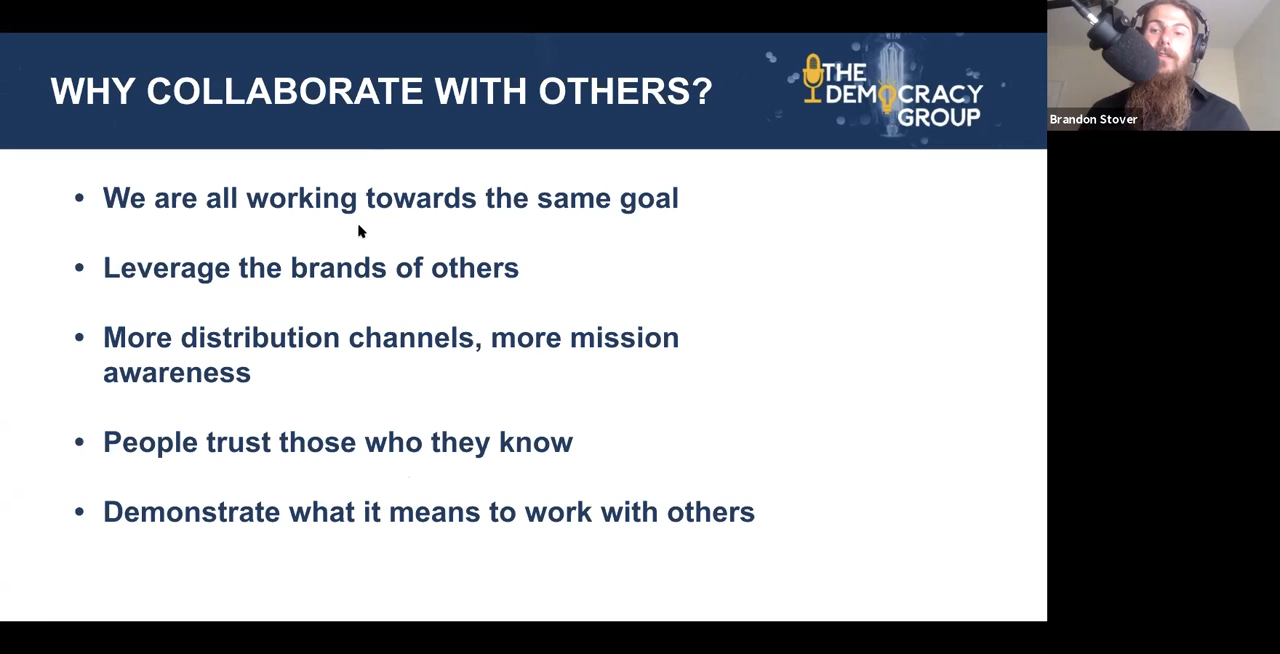 WHY COLLABORATE WITH OTHERS?
THE
DEMOCRACY
GROUP
Brandon Stover
• We are all working towards the same goal
• Leverage the brands of others
• More distribution channels, more mission
awareness
• People trust those who they know
• Demonstrate what it means to work with others